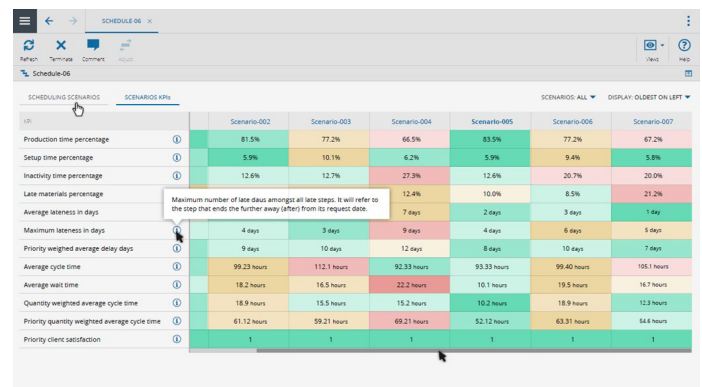 SCHEDULE-06 ×
Refresh Terminate Comment Adjust Views Help
Schedule-06
SCHEDULING SCENARIOS SCENARIOS KPIs SCENARIOS: ALL DISPLAY: OLDEST ON LEFT
KPI Scenario-002 Scenario-003 Scenario-004 Scenario-005 Scenario-006 Scenario-007
Production time percentage 81.5% 77.2% 66.5% 83.5% 77.2% 67.2%
Setup time percentage 5.9% 10.1% 6.2% 5.9% 9.4% 5.8%
Inactivity time percentage 12.6% 12.7% 27.3% 12.6% 20.7% 20.0%
Late materials percentage 12.4% 10.0% 8.5% 21.2%
Maximum number of late daus amongst all late steps. It will refer to
the step that ends the further away (after) from its request date.
Average lateness in days 7 days 2 days 3 days 1 day
Maximum lateness in days 4 days 3 days 9 days 4 days 6 days 5 days
Priority weighed average delay days 9 days 10 days 12 days 8 days 10 days 7 days
Average cycle time 99.23 hours 112.1 hours 92.33 hours 93.33 hours 99.40 hours 105.1 hours
Average wait time 18.2 hours 16.5 hours 22.2 hours 10.1 hours 19.5 hours 16.7 hours
Quantity weighted average cycle time 18.9 hours 15.5 hours 15.2 hours 10.2 hours 18.9 hours 12.3 hours
Priority quantity weighted average cycle time 61.12 hours 59.21 hours 69.21 hours 52.12 hours 63.31 hours 54.6 hours
Priority client satisfaction 1 1 1 1 1 1